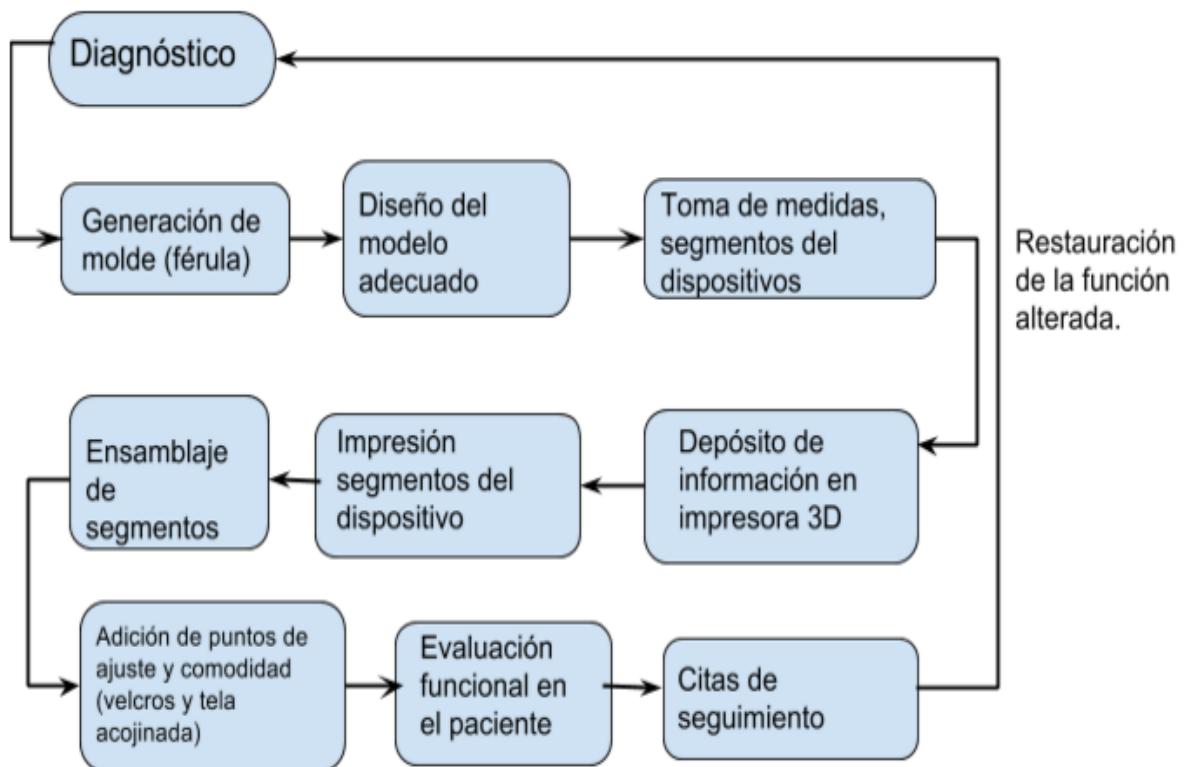 Diagnóstico
Generación de
molde (férula)
Diseño del
modelo
adecuado
Toma de medidas,
segmentos del
dispositivos
Restauración
de la función
alterada.
Depósito de
información en
impresora 3D
Impresión
segmentos del
dispositivo
Ensamblaje
de
segmentos
Adición de puntos de
ajuste y comodidad
(velcros y tela
acojinada)
Evaluación
funcional en
el paciente
Citas de
seguimiento